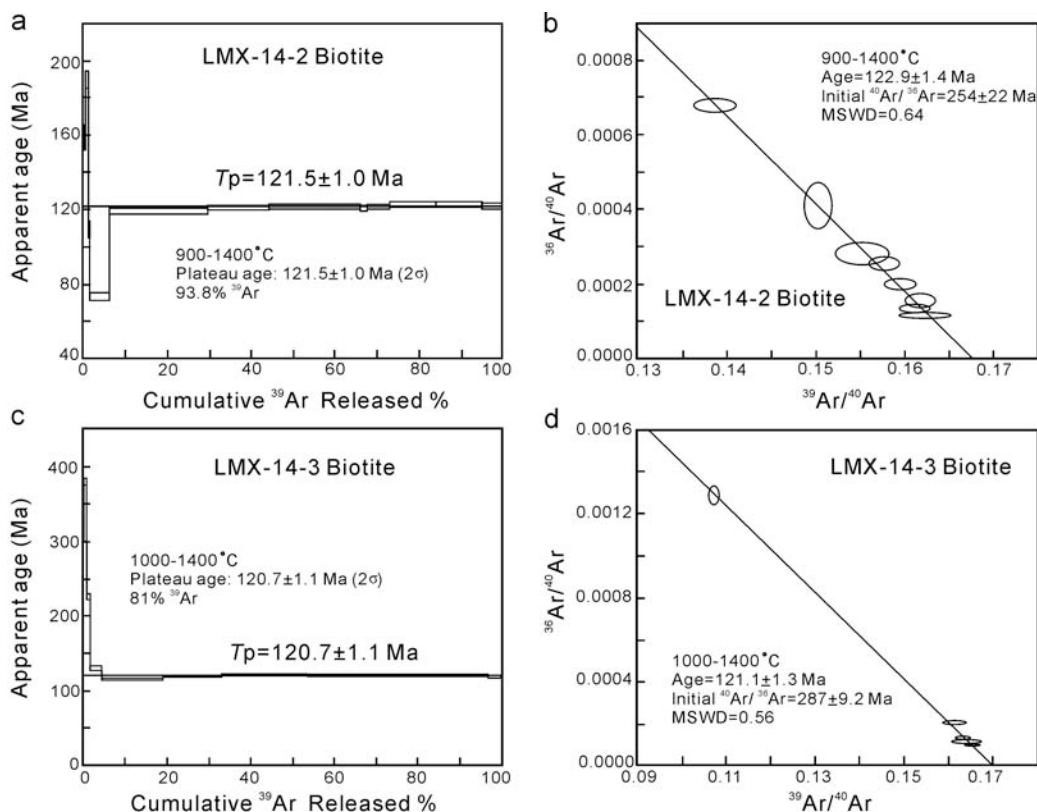 a
LMX-14-2 Biotite
Apparent age (Ma)
200
160
120
80
40
Tp=121.5±1.0 Ma
900-1400°C
Plateau age: 121.5±1.0 Ma (2σ)
93.8% ³⁹Ar
0 20 40 60 80 100
Cumulative ³⁹Ar Released %
b
³⁶Ar/⁴⁰Ar
0.0008
0.0006
0.0004
0.0002
0.0000
900-1400°C
Age=122.9±1.4 Ma
Initial ⁴⁰Ar/ ³⁶Ar=254±22 Ma
MSWD=0.64
LMX-14-2 Biotite
0.13 0.14 0.15 0.16 0.17
³⁹Ar/⁴⁰Ar
c
LMX-14-3 Biotite
Apparent age (Ma)
400
300
200
100
0
1000-1400°C
Plateau age: 120.7±1.1 Ma (2σ)
81% ³⁹Ar
Tp=120.7±1.1 Ma
0 20 40 60 80 100
Cumulative ³⁹Ar Released %
d
LMX-14-3 Biotite
³⁶Ar/⁴⁰Ar
0.0016
0.0012
0.0008
0.0004
0.0000
1000-1400°C
Age=121.1±1.3 Ma
Initial ⁴⁰Ar/ ³⁶Ar=287±9.2 Ma
MSWD=0.56
0.09 0.11 0.13 0.15 0.17
³⁹Ar/⁴⁰Ar